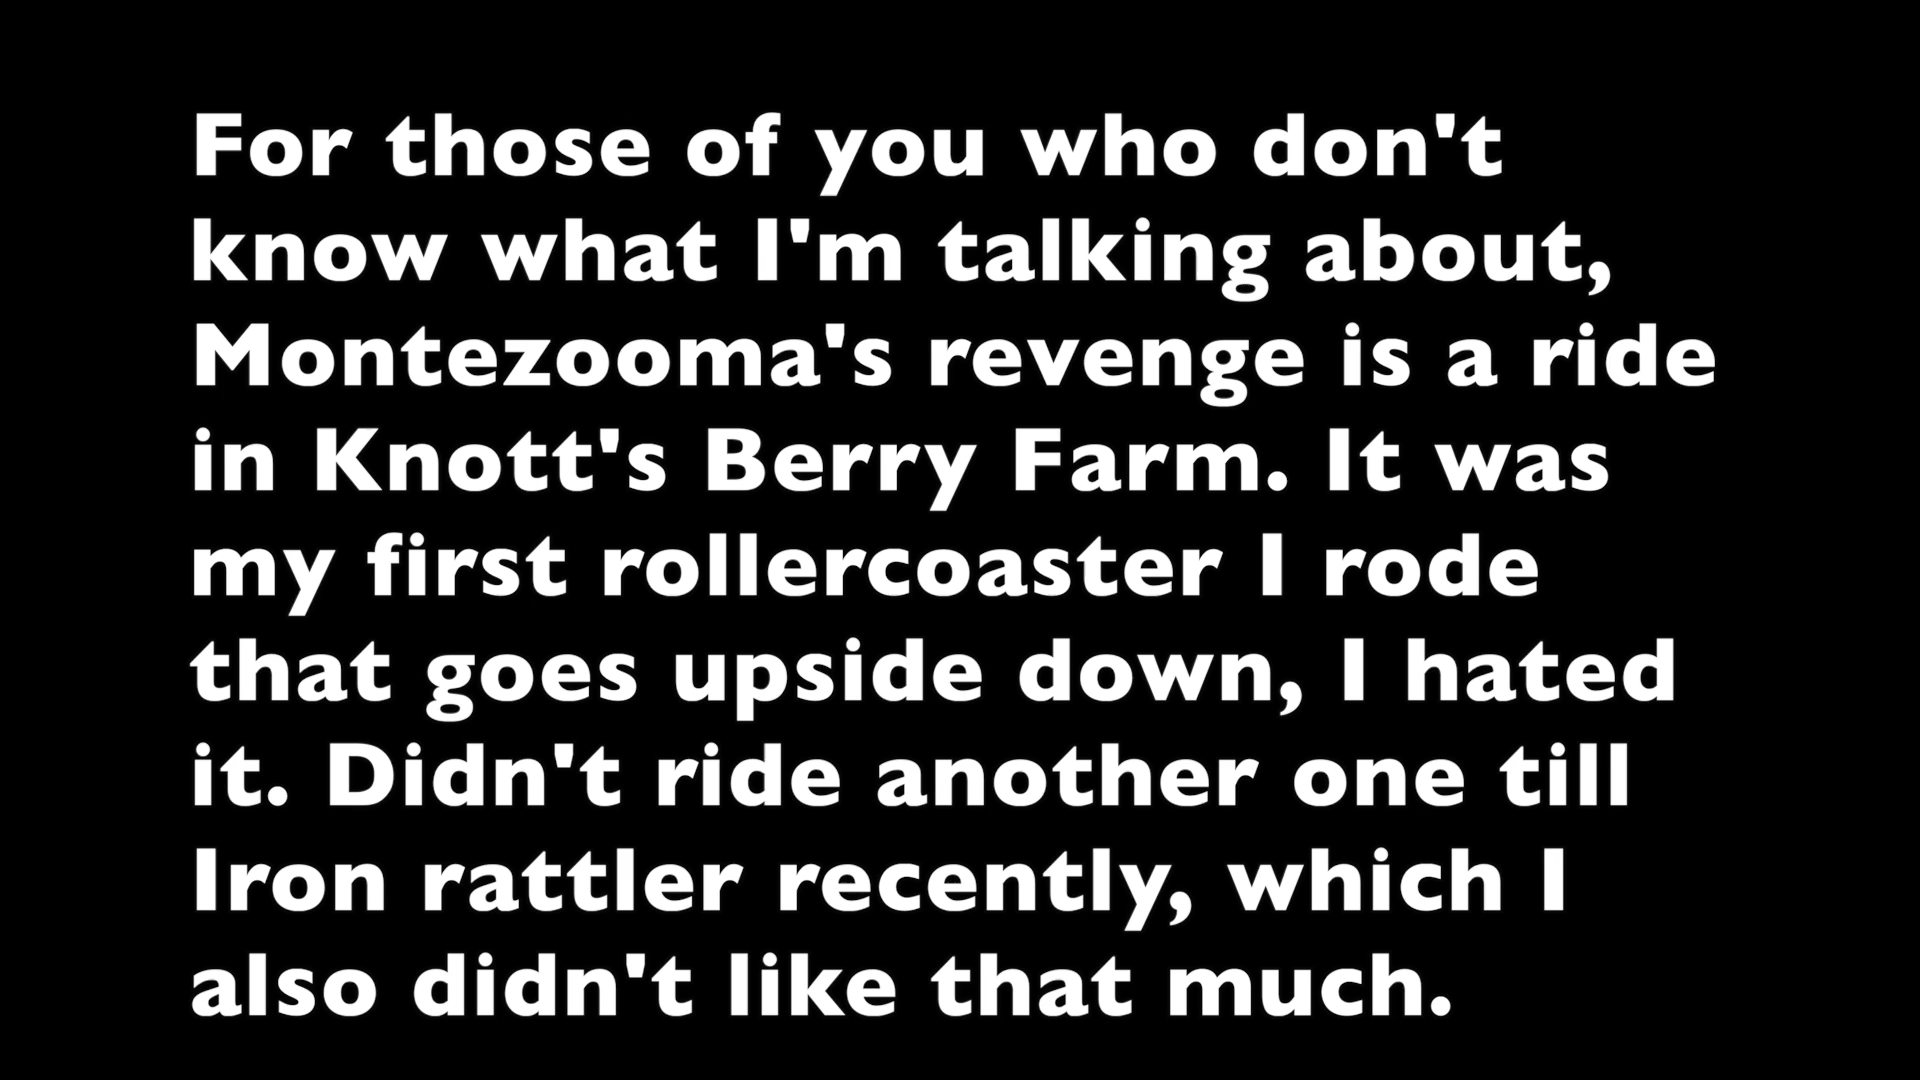 For those of you who don't
know what I'm talking about,
Montezooma's revenge is a ride
in Knott's Berry Farm. It was
my first rollercoaster I rode
that goes upside down, I hated
it. Didn't ride another one till
Iron rattler recently, which I
also didn't like that much.